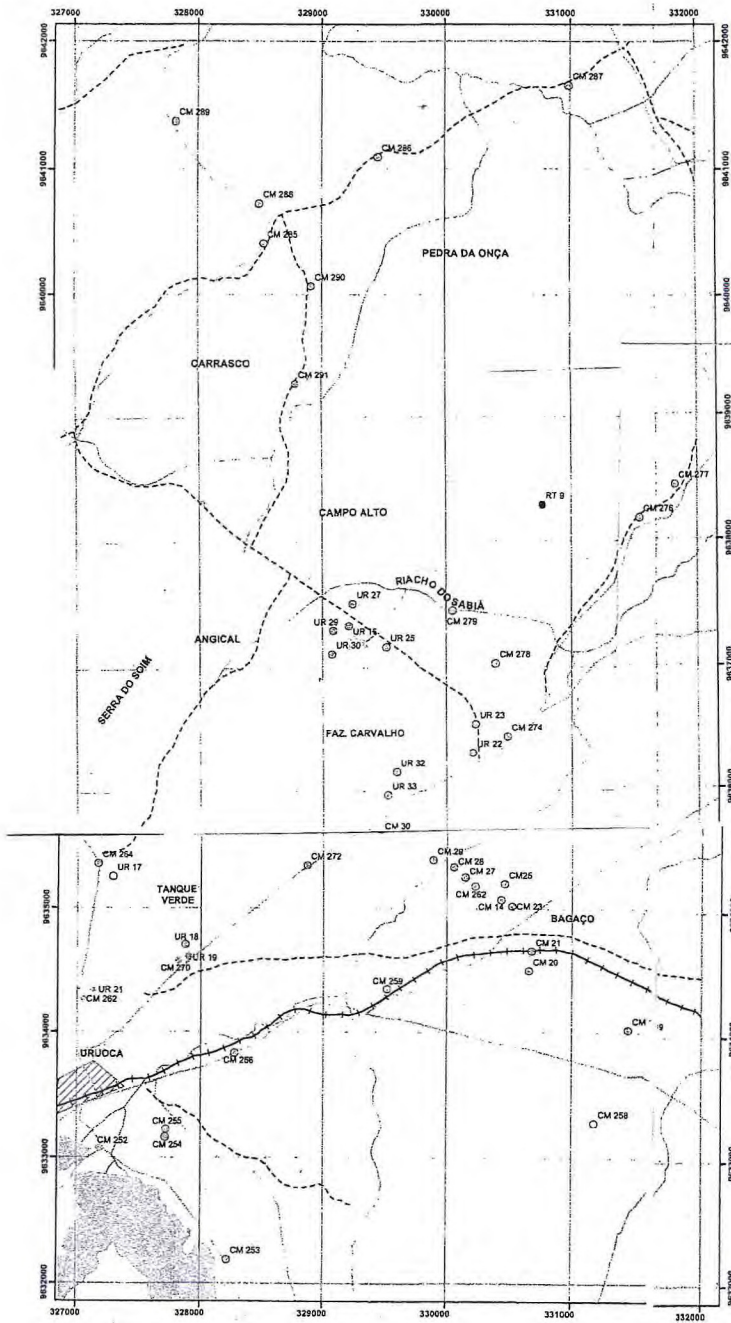 327000 328000 329000 330000 331000 332000
9642000 9642000
CM 287
CM 289
CM 286
9641000 9641000
CM 288
CM 285
PEDRA DA ONÇA
CM 290
9640000 9640000
CARRASCO
CM 291
9639000
CM 277
RT 9
CM 276
CAMPO ALTO
9638000
RIACHO DO SABIÁ
UR 27
CM 279
UR 29
UR 25
ANGICAL
UR 30
CM 278
9637000
SERRA DO SOIM
UR 23
FAZ. CARVALHO
CM 274
UR 22
UR 32
UR 33
CM 30
CM 264
CM 272
CM 28
UR 17
CM 27
TANQUE
VERDE
CM 262
CM25
9635000
CM 14
CM 23
BAGAÇO
UR 18
UR 19
CM 21
CM 270
CM 20
UR 21
CM 259
CM 262
9634000
URUOCA
CM 256
CM 255
CM 258
CM 254
CM 252
9633000
CM 253
9632000
327000 328000 329000 330000 331000 332000